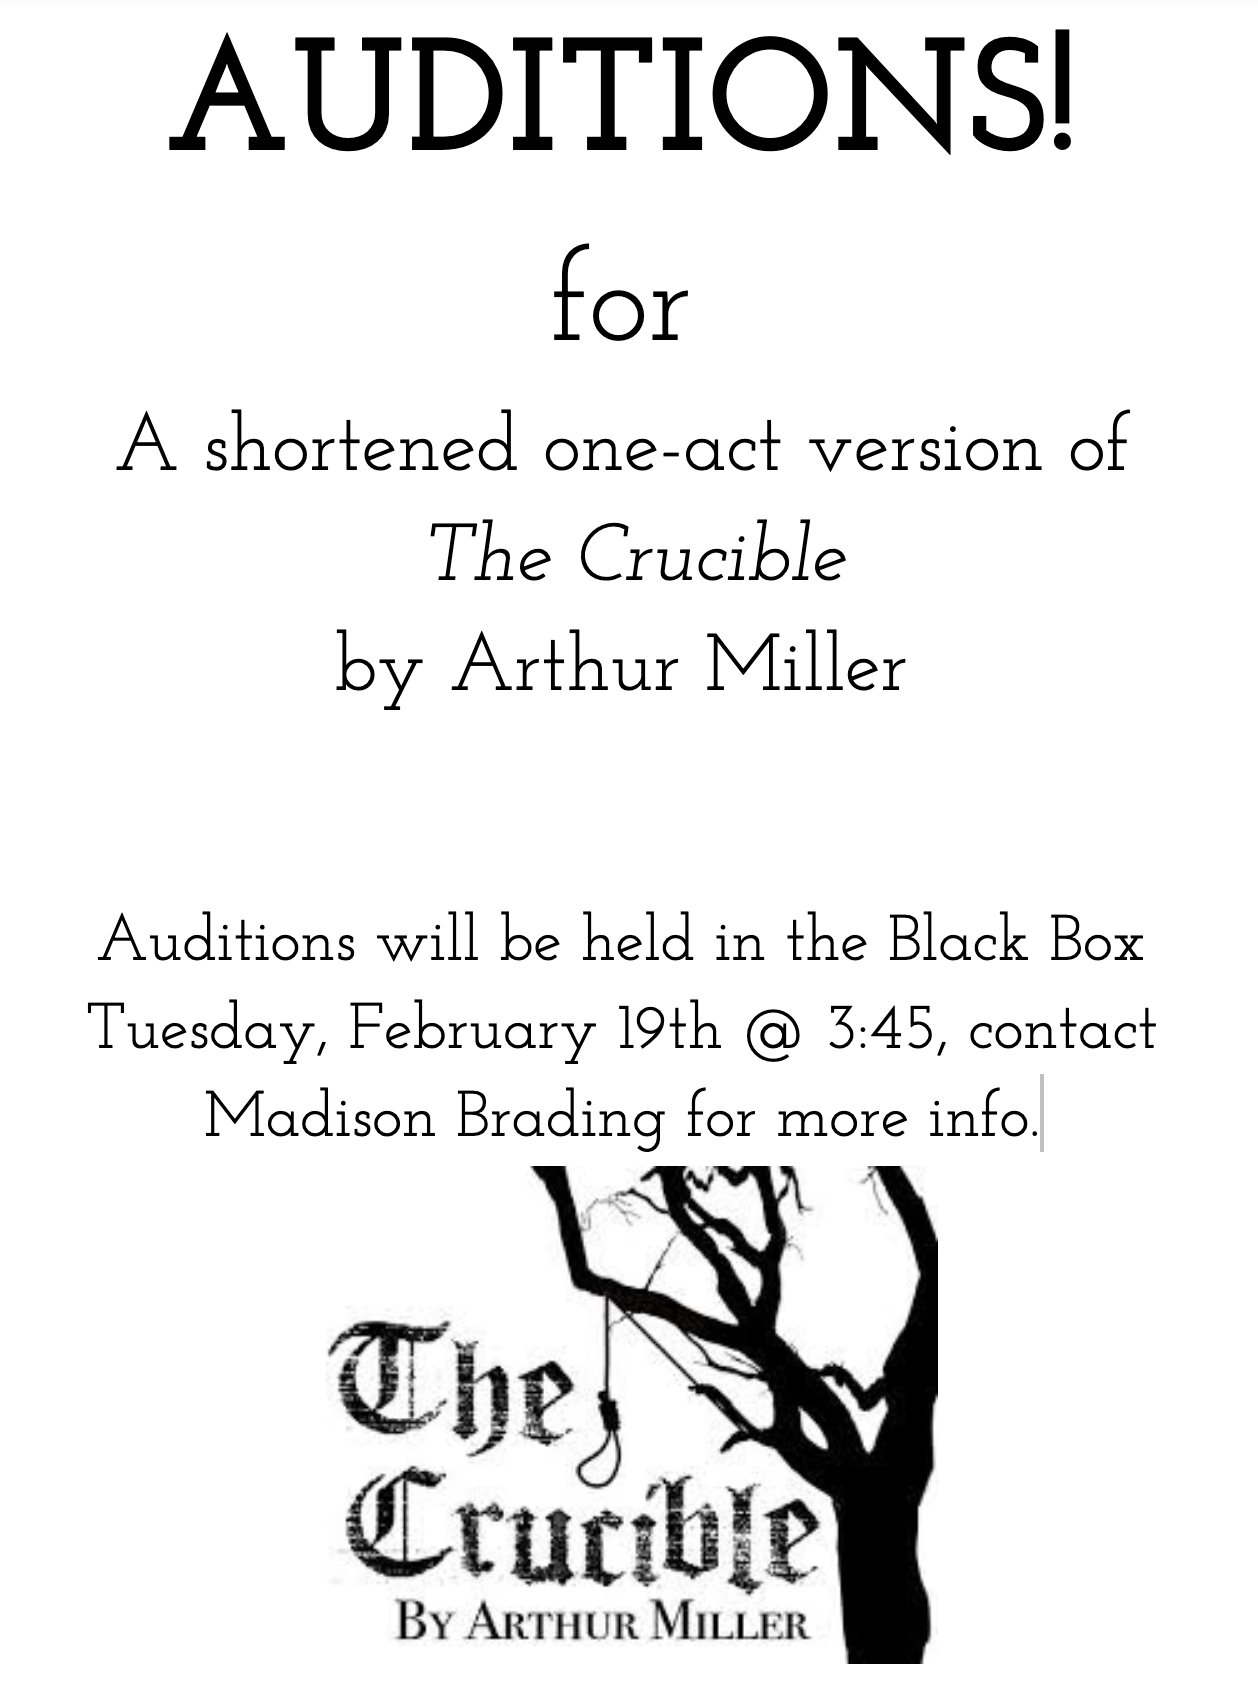 AUDITIONS!
for
A shortened one-act version of
The Crucible
by Arthur Miller
Auditions will be held in the Black Box
Tuesday, February 19th @ 3:45, contact
Madison Brading for more info.
The
Crucible
BY ARTHUR MILLER